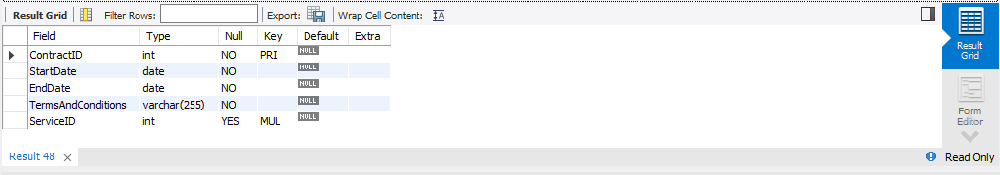 Result Grid Filter Rows: Export: Wrap Cell Content: IA
Field Type Null Key Default Extra
ContractID int NO PRI NULL
StartDate date NO NULL
EndDate date NO NULL
TermsAndConditions varchar(255) NO NULL
ServiceID int YES MUL NULL
Result
Grid
Form
Editor
Result 48 × Read Only